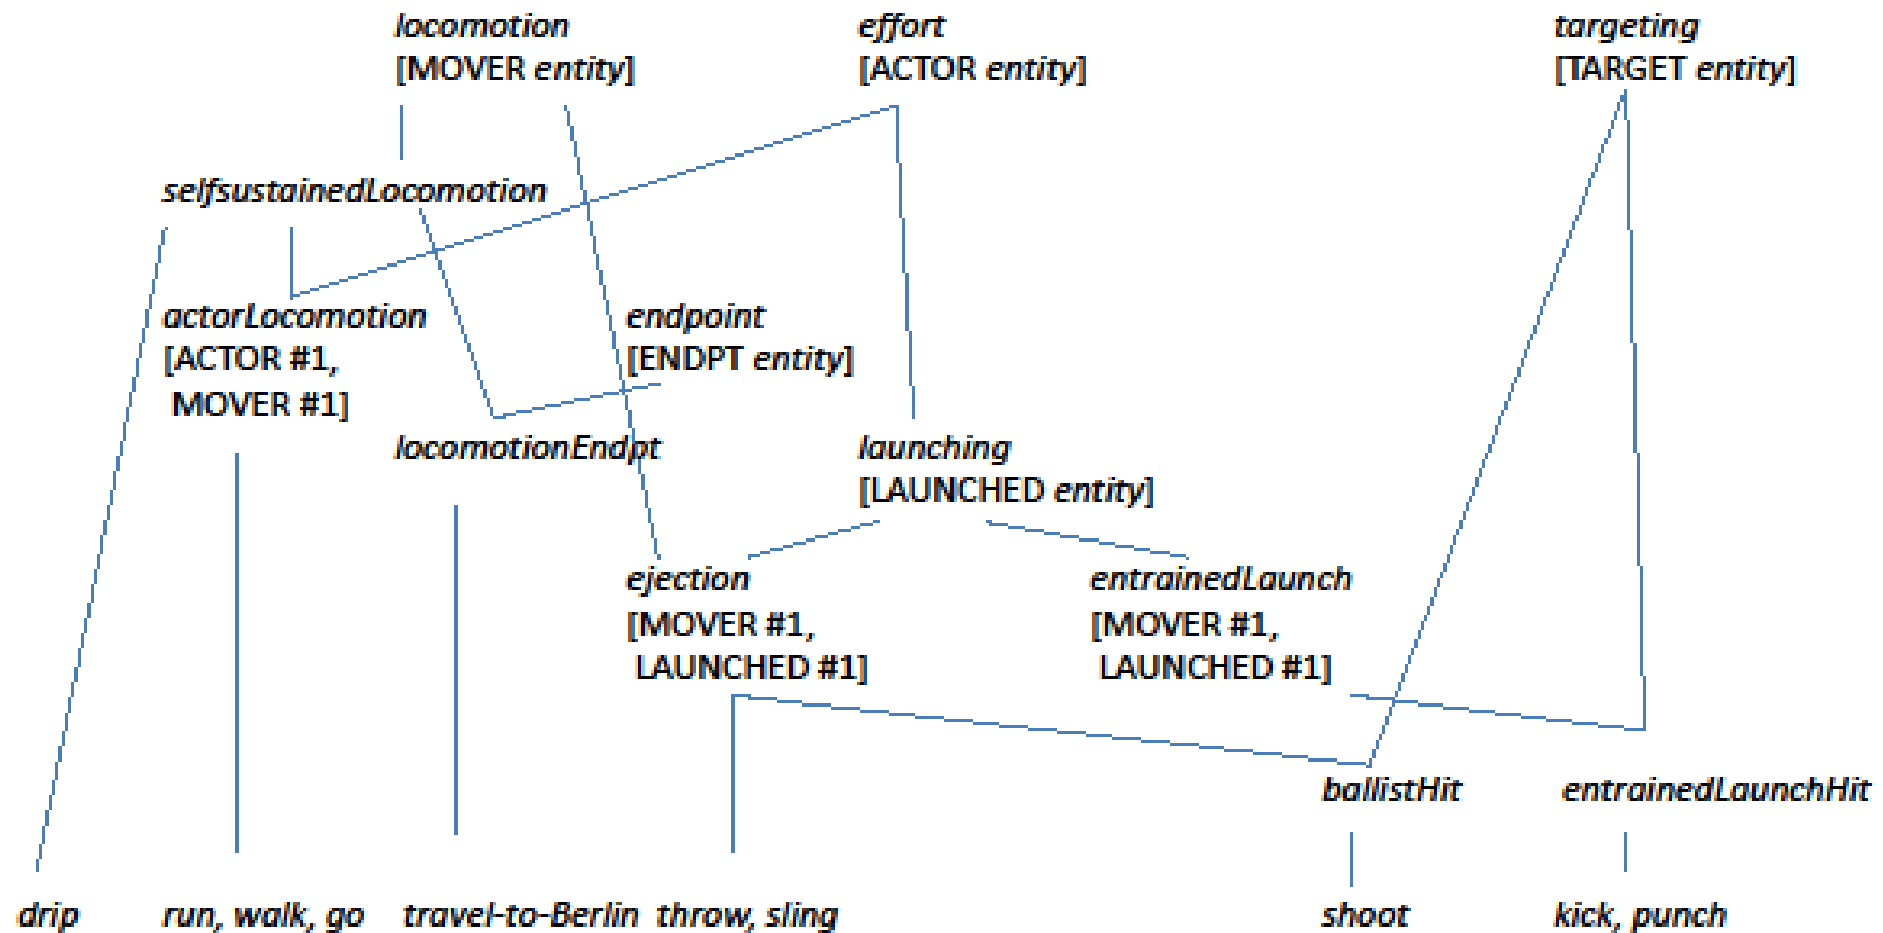 locomotion
[MOVER entity]
effort
[ACTOR entity]
targeting
[TARGET entity]
selfsustainedLocomotion
actorLocomotion
[ACTOR #1,
MOVER #1]
endpoint
[ENDPT entity]
locomotionEndpt
launching
[LAUNCHED entity]
ejection
[MOVER #1,
LAUNCHED #1]
entrainedLaunch
[MOVER #1,
LAUNCHED #1]
ballistHit
entrainedLaunchHit
drip
run, walk, go
travel-to-Berlin
throw, sling
shoot
kick, punch